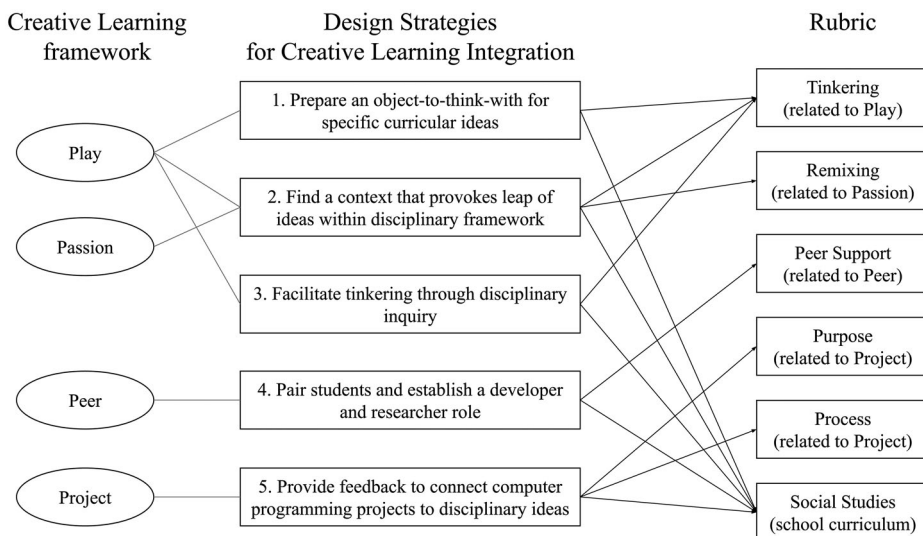 Creative Learning
framework
Design Strategies
for Creative Learning Integration
Rubric
Play
Passion
Peer
Project
1. Prepare an object-to-think-with for
specific curricular ideas
2. Find a context that provokes leap of
ideas within disciplinary framework
3. Facilitate tinkering through disciplinary
inquiry
4. Pair students and establish a developer
and researcher role
5. Provide feedback to connect computer
programming projects to disciplinary ideas
Tinkering
(related to Play)
Remixing
(related to Passion)
Peer Support
(related to Peer)
Purpose
(related to Project)
Process
(related to Project)
Social Studies
(school curriculum)